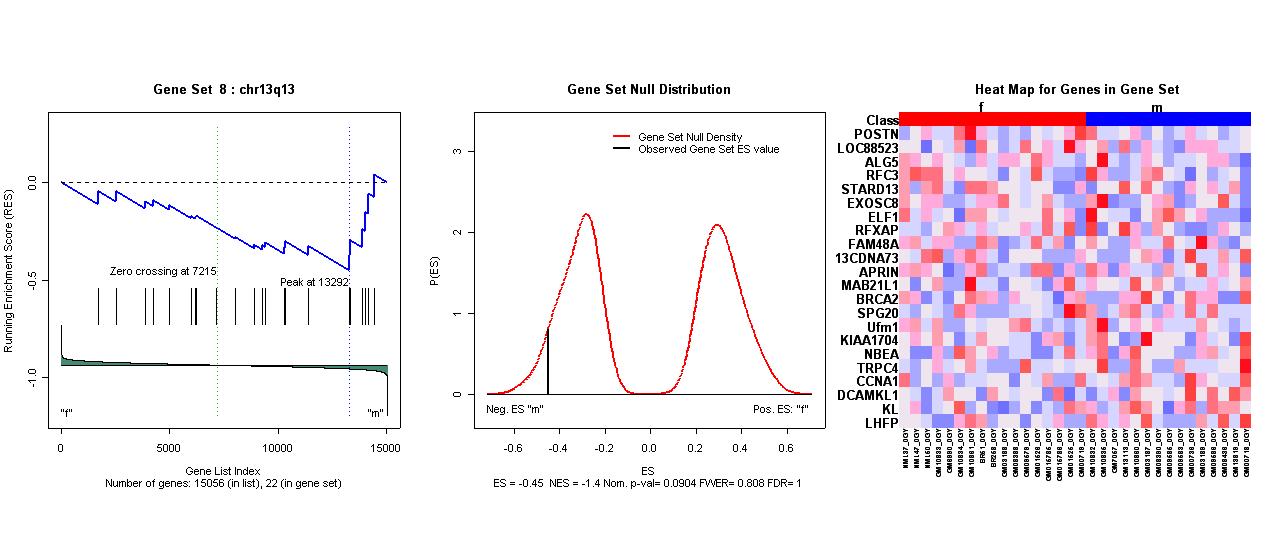 Gene Set 8 : chr13q13
Running Enrichment Score (RES)
0.0
-0.5
-1.0
Zero crossing at 7215
Peak at 13292
"f"
"m"
0
5000
10000
15000
Gene List Index
Number of genes: 15056 (in list), 22 (in gene set)
Gene Set Null Distribution
Gene Set Null Density
Observed Gene Set ES value
P(ES)
3
2
1
0
Neg. ES "m"
Pos. ES: "f"
-0.6
-0.4
-0.2
0.0
0.2
0.4
0.6
ES
ES = -0.45 NES = -1.4 Nom. p-val= 0.0904 FWER= 0.808 FDR= 1
Heat Map for Genes in Gene Set
f
m
Class
POSTN
LOC88523
ALG5
RFC3
STARD13
EXOSC8
ELF1
RFXAP
FAM48A
13CDNA73
APRIN
MAB21L1
BRCA2
SPG20
Ufm1
KIAA1704
NBEA
TRPC4
CCNA1
DCAMKL1
KL
LHFP